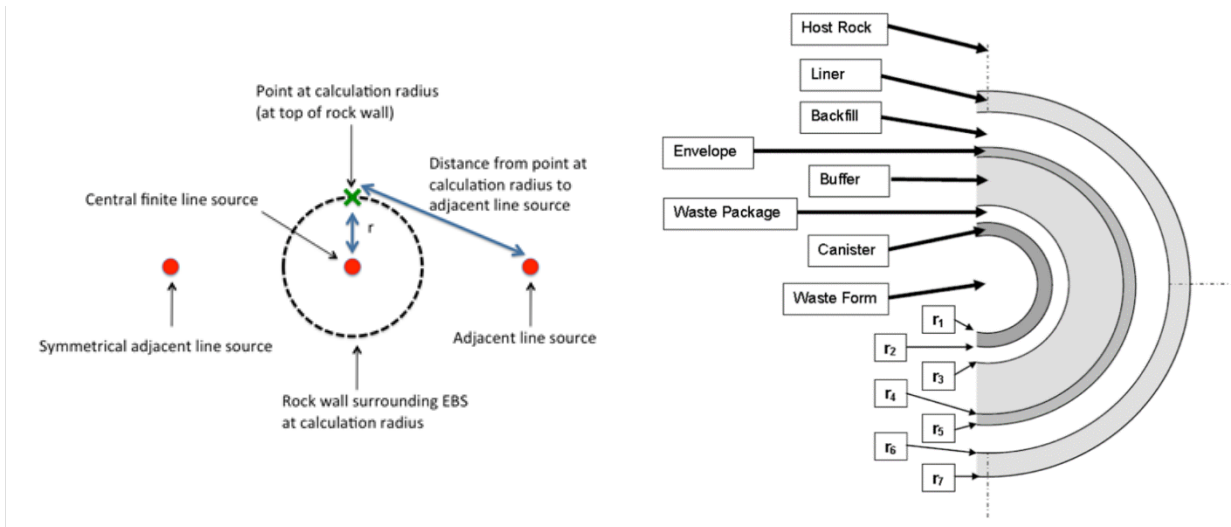 Point at calculation radius
(at top of rock wall)
Distance from point at
calculation radius to
adjacent line source
Central finite line source
r
Symmetrical adjacent line source
Adjacent line source
Rock wall surrounding EBS
at calculation radius
Host Rock
Liner
Backfill
Envelope
Buffer
Waste Package
Canister
Waste Form
r₁
r₂
r₃
r₄
r₅
r₆
r₇